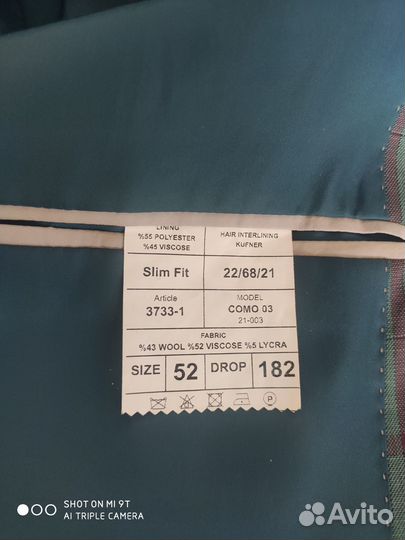 LINING
%55 POLYESTER
%45 VISCOSE
HAIR INTERLINING
KUFNER
Slim Fit
22/68/21
Article
3733-1
MODEL
COMO 03
21-003
FABRIC
%43 WOOL %52 VISCOSE %5 LYCRA
SIZE 52 DROP 182
P
SHOT ON MI 9T
AI TRIPLE CAMERA
Avito